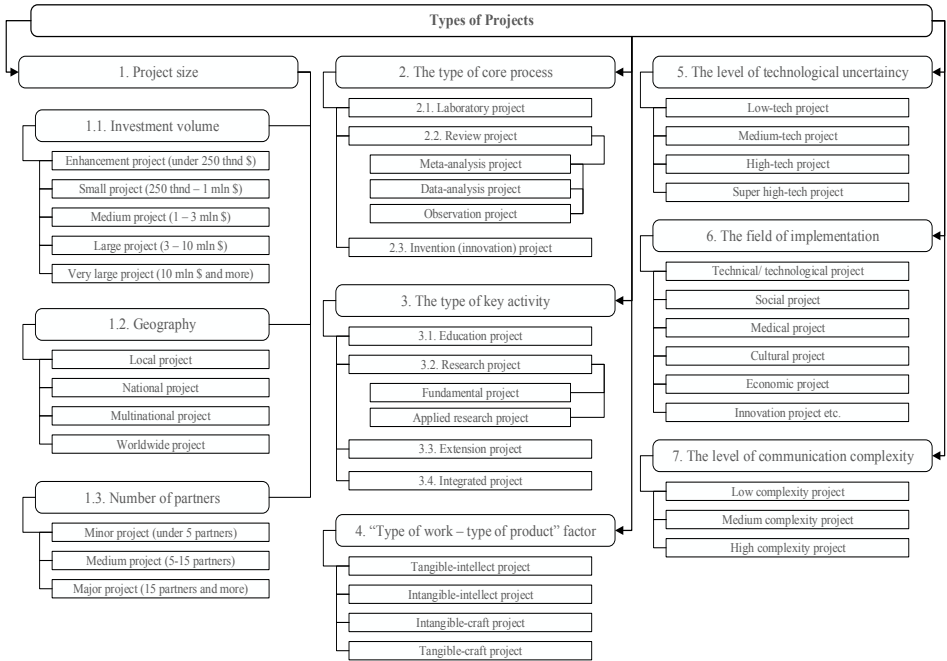 Types of Projects
1. Project size
1.1. Investment volume
Enhancement project (under 250 thnd $)
Small project (250 thnd – 1 mln $)
Medium project (1 – 3 mln $)
Large project (3 – 10 mln $)
Very large project (10 mln $ and more)
1.2. Geography
Local project
National project
Multinational project
Worldwide project
1.3. Number of partners
Minor project (under 5 partners)
Medium project (5-15 partners)
Major project (15 partners and more)
2. The type of core process
2.1. Laboratory project
2.2. Review project
Meta-analysis project
Data-analysis project
Observation project
2.3. Invention (innovation) project
3. The type of key activity
3.1. Education project
3.2. Research project
Fundamental project
Applied research project
3.3. Extension project
3.4. Integrated project
4. “Type of work – type of product” factor
Tangible-intellect project
Intangible-intellect project
Intangible-craft project
Tangible-craft project
5. The level of technological uncertaincy
Low-tech project
Medium-tech project
High-tech project
Super high-tech project
6. The field of implementation
Technical/ technological project
Social project
Medical project
Cultural project
Economic project
Innovation project etc.
7. The level of communication complexity
Low complexity project
Medium complexity project
High complexity project